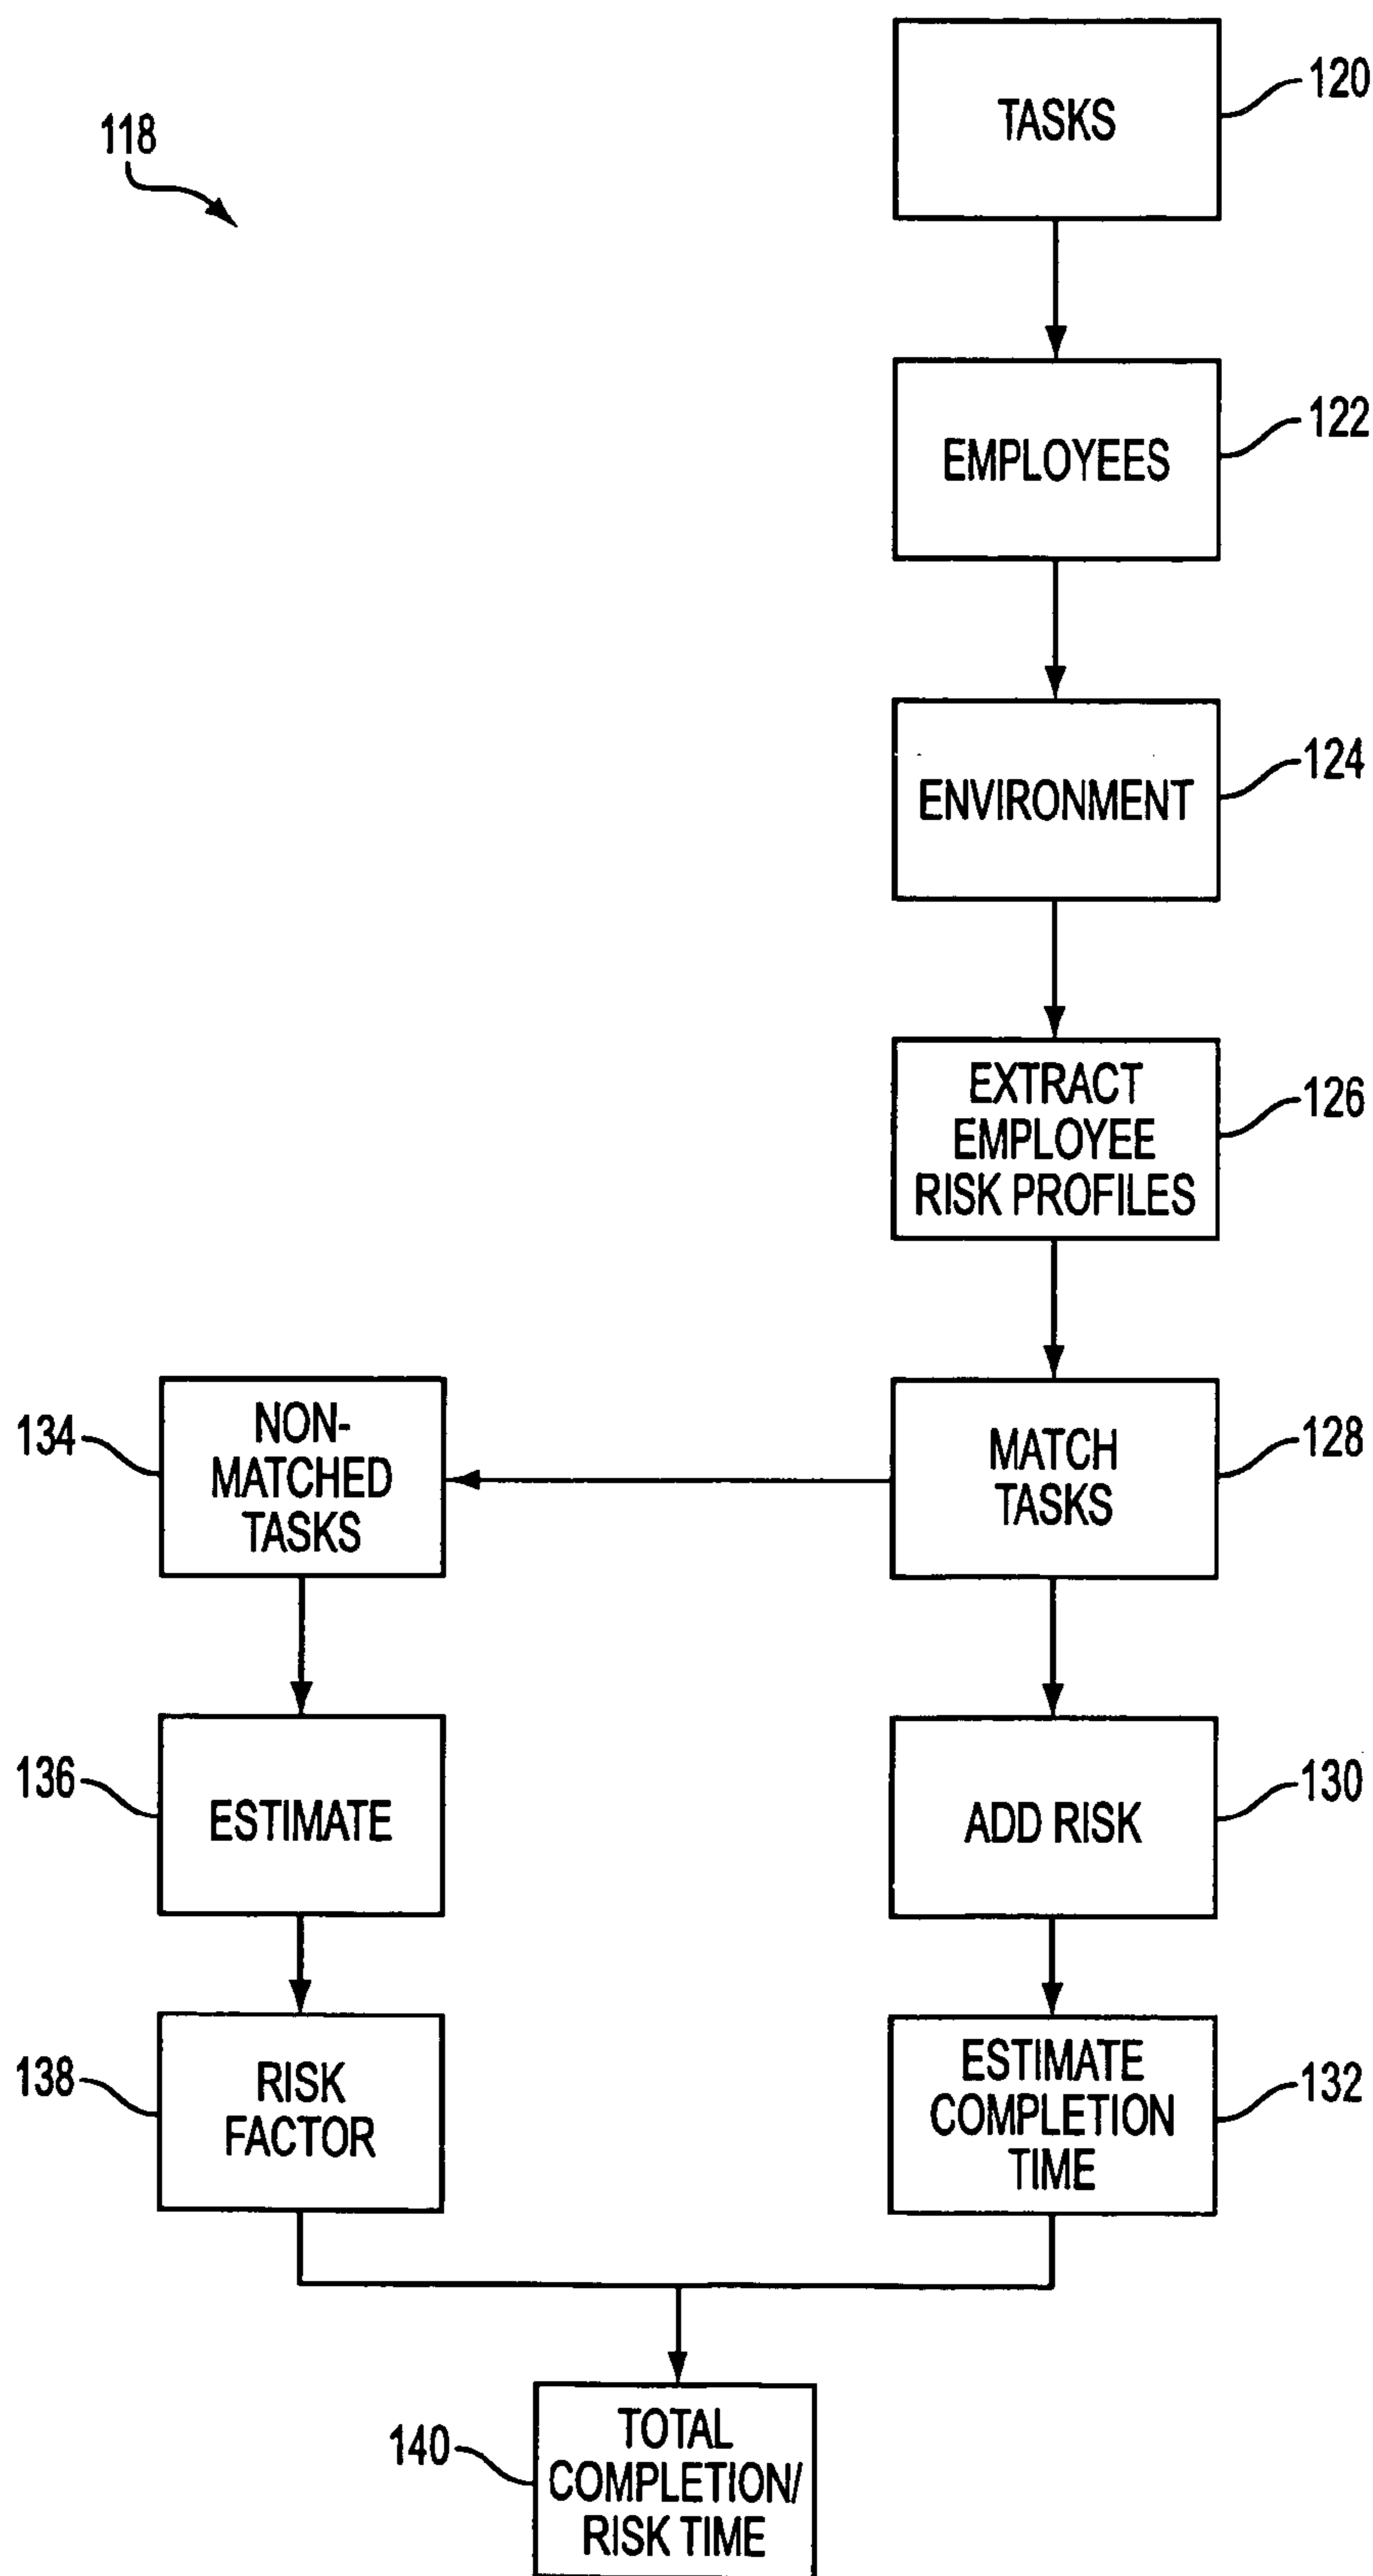 118
TASKS
120
EMPLOYEES
122
ENVIRONMENT
124
EXTRACT
EMPLOYEE
RISK PROFILES
126
MATCH
TASKS
128
134
NON-
MATCHED
TASKS
ADD RISK
130
136
ESTIMATE
ESTIMATE
COMPLETION
TIME
132
138
RISK
FACTOR
140
TOTAL
COMPLETION/
RISK TIME